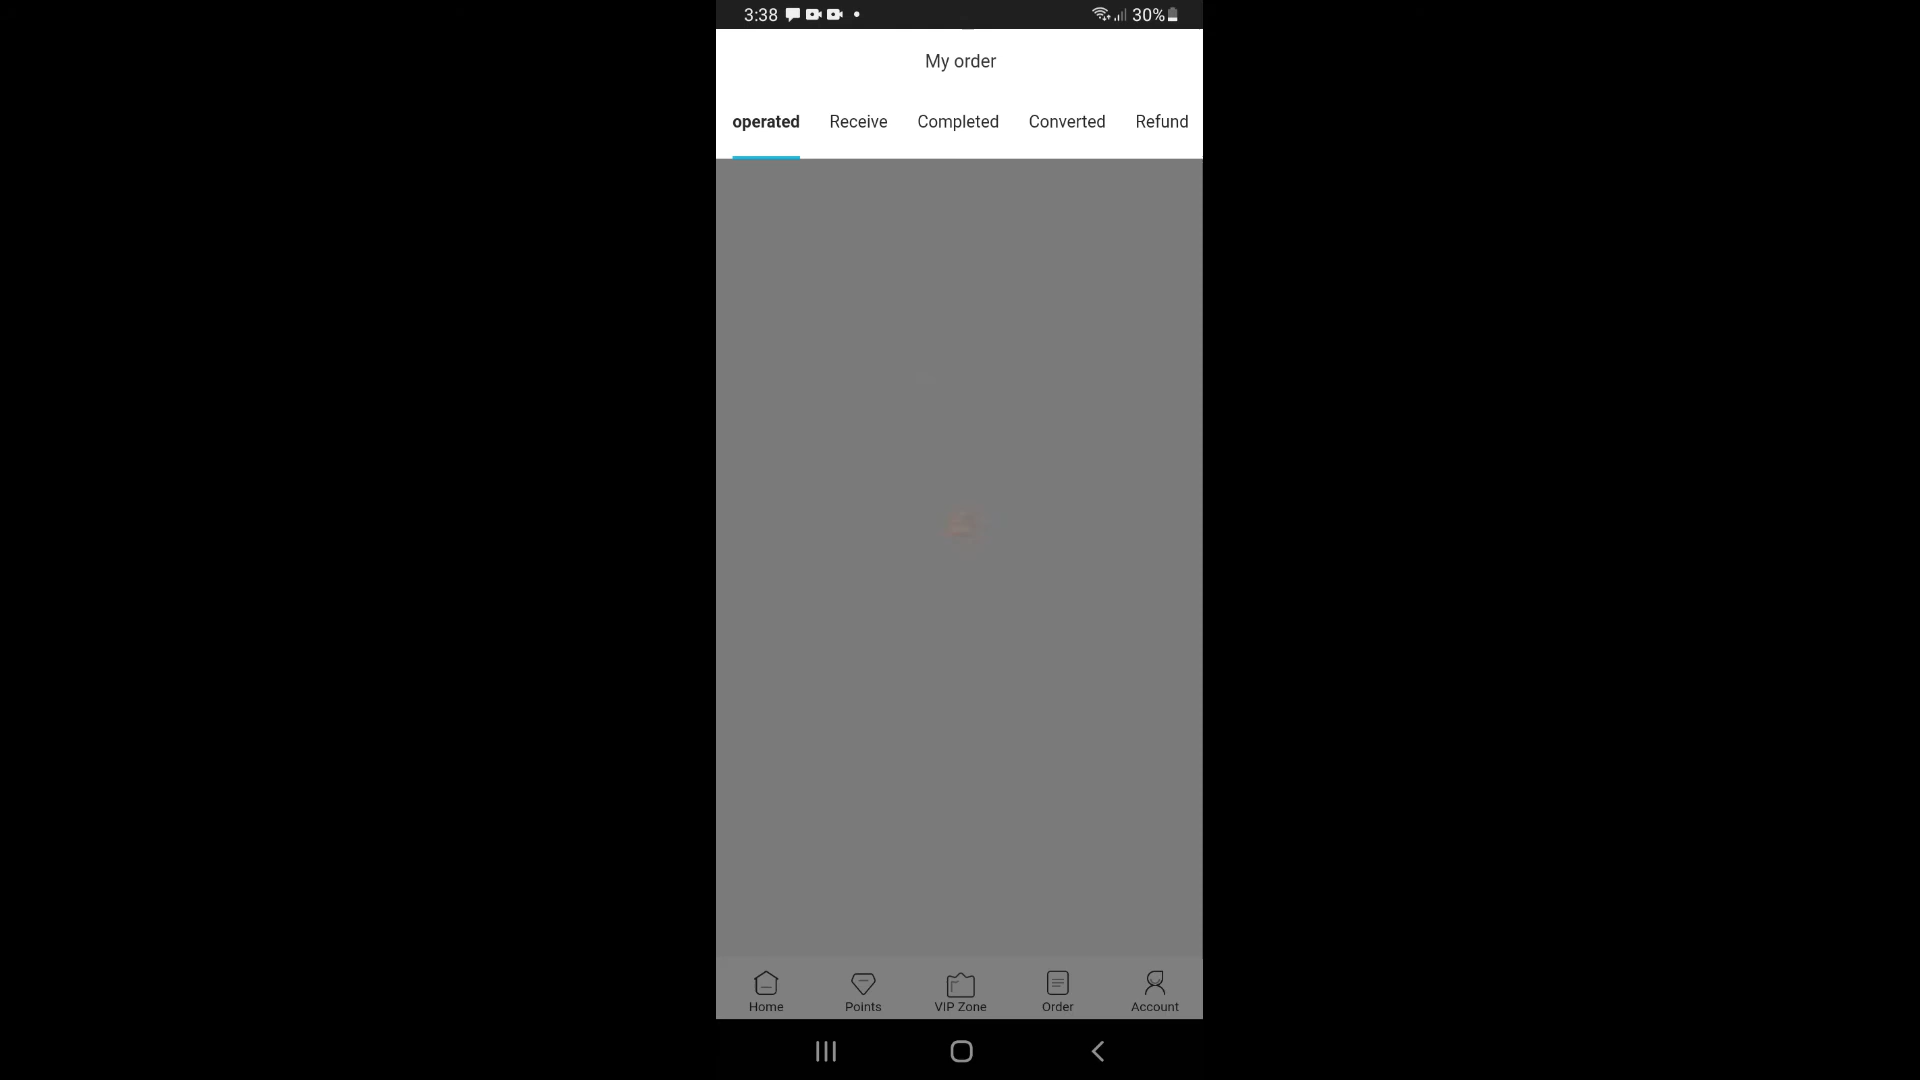 3:38 30%
My order
operated Receive Completed Converted Refund
Home Points VIP Zone Order Account